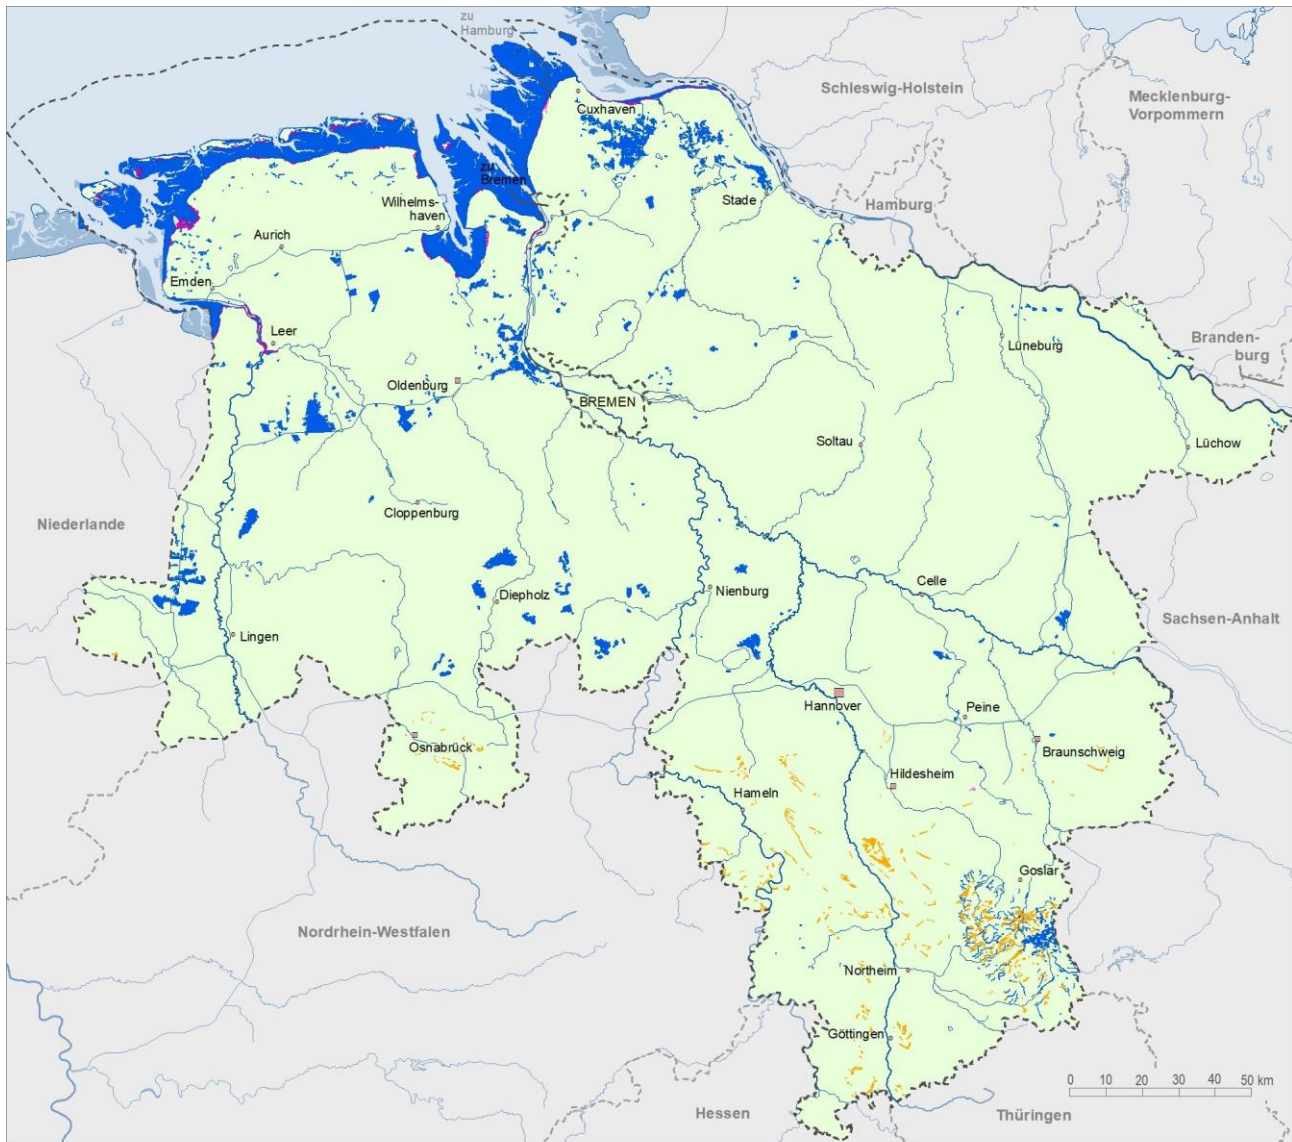 zu
Hamburg
Schleswig-Holstein
Mecklenburg-
Vorpommern
Cuxhaven
zu
Bremen
Stade
Hamburg
Wilhelms-
haven
Aurich
Emden
Leer
Lüneburg
Branden-
burg
Oldenburg
BREMEN
Soltau
Lüchow
Niederlande
Cloppenburg
Celle
Diepholz
Nienburg
Sachsen-Anhalt
Lingen
Hannover
Peine
Osnabrück
Braunschweig
Hildesheim
Hameln
Goslar
Nordrhein-Westfalen
Northeim
Göttingen
0 10 20 30 40 50 km
Hessen
Thüringen